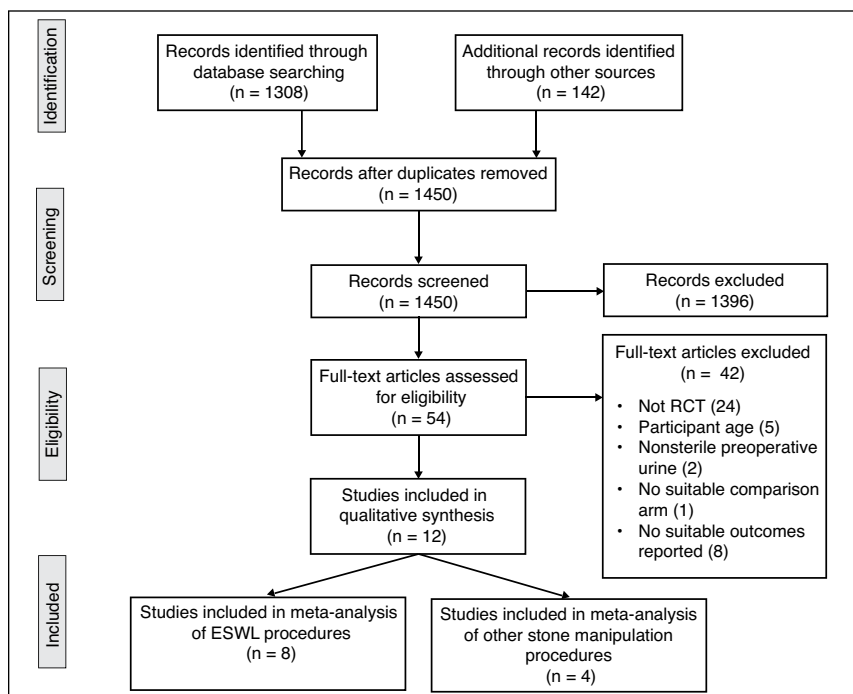 Identification
Records identified through
database searching
(n = 1308)
Additional records identified
through other sources
(n = 142)
Records after duplicates removed
(n = 1450)
Screening
Records screened
(n = 1450)
Records excluded
(n = 1396)
Eligibility
Full-text articles assessed
for eligibility
(n = 54)
Full-text articles excluded
(n = 42)
• Not RCT (24)
• Participant age (5)
• Nonsterile preoperative
urine (2)
• No suitable comparison
arm (1)
• No suitable outcomes
reported (8)
Studies included in
qualitative synthesis
(n = 12)
Included
Studies included in meta-analysis
of ESWL procedures
(n = 8)
Studies included in meta-analysis
of other stone manipulation
procedures
(n = 4)